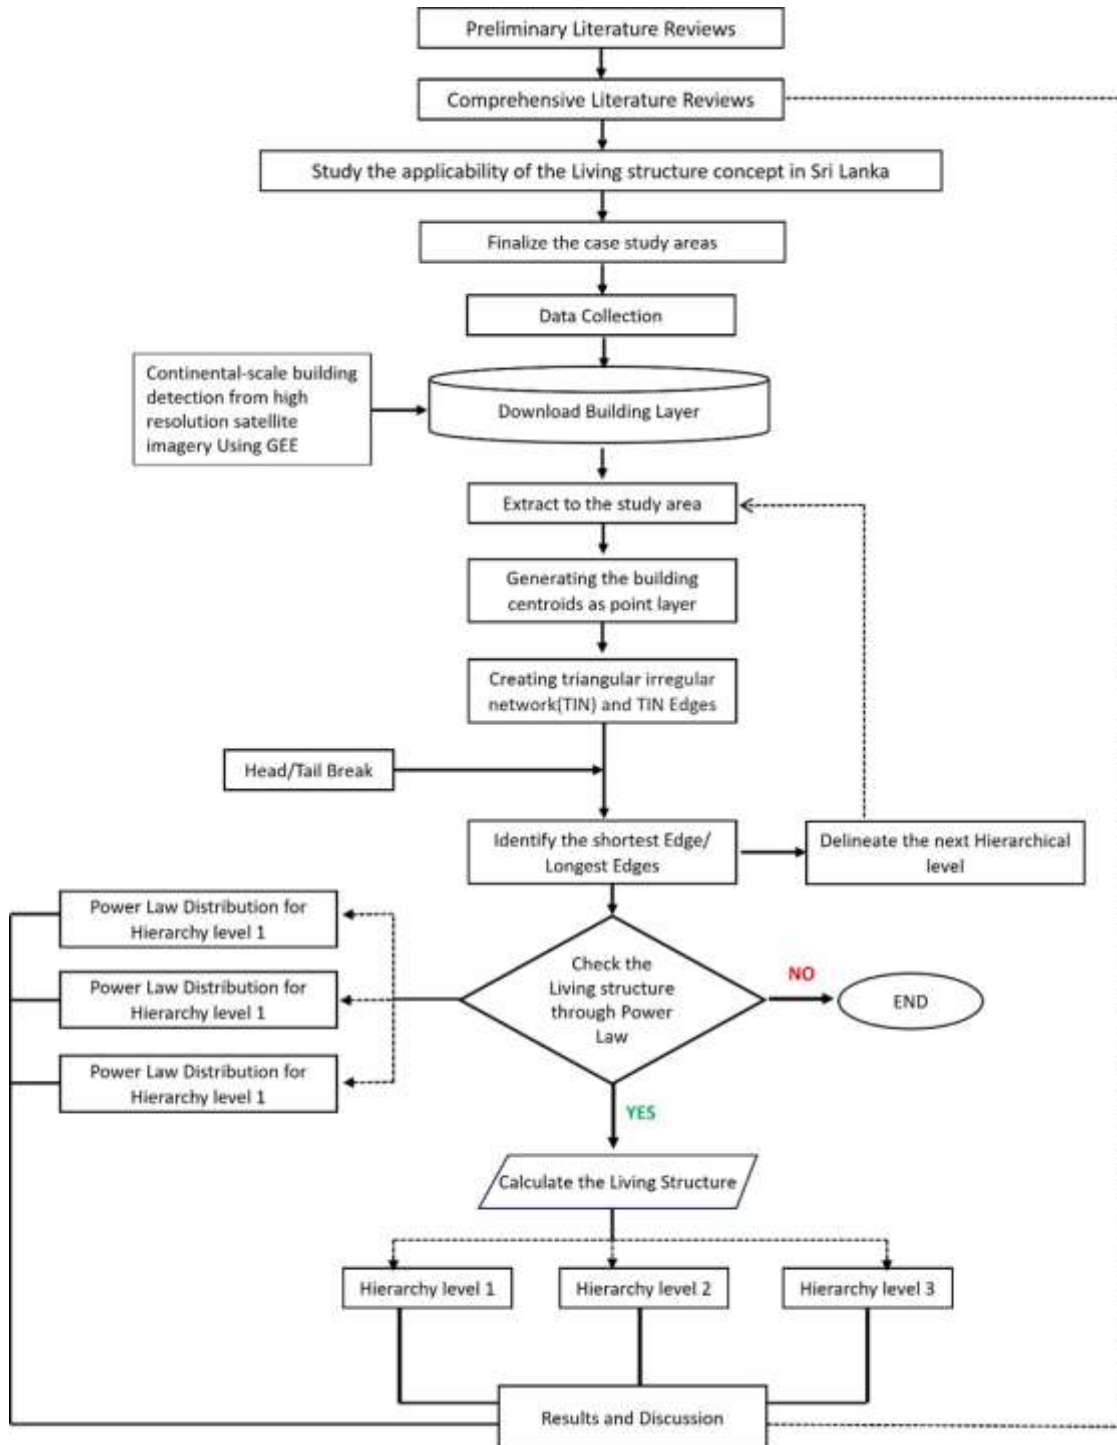 Preliminary Literature Reviews
Comprehensive Literature Reviews
Study the applicability of the Living structure concept in Sri Lanka
Finalize the case study areas
Data Collection
Continental-scale building
detection from high
resolution satellite
imagery Using GEE
Download Building Layer
Extract to the study area
Generating the building
centroids as point layer
Creating triangular irregular
network(TIN) and TIN Edges
Head/Tail Break
Identify the shortest Edge/
Longest Edges
Delineate the next Hierarchical
level
Power Law Distribution for
Hierarchy level 1
Power Law Distribution for
Hierarchy level 1
Power Law Distribution for
Hierarchy level 1
Check the
Living structure
through Power
Law
NO
END
YES
Calculate the Living Structure
Hierarchy level 1
Hierarchy level 2
Hierarchy level 3
Results and Discussion